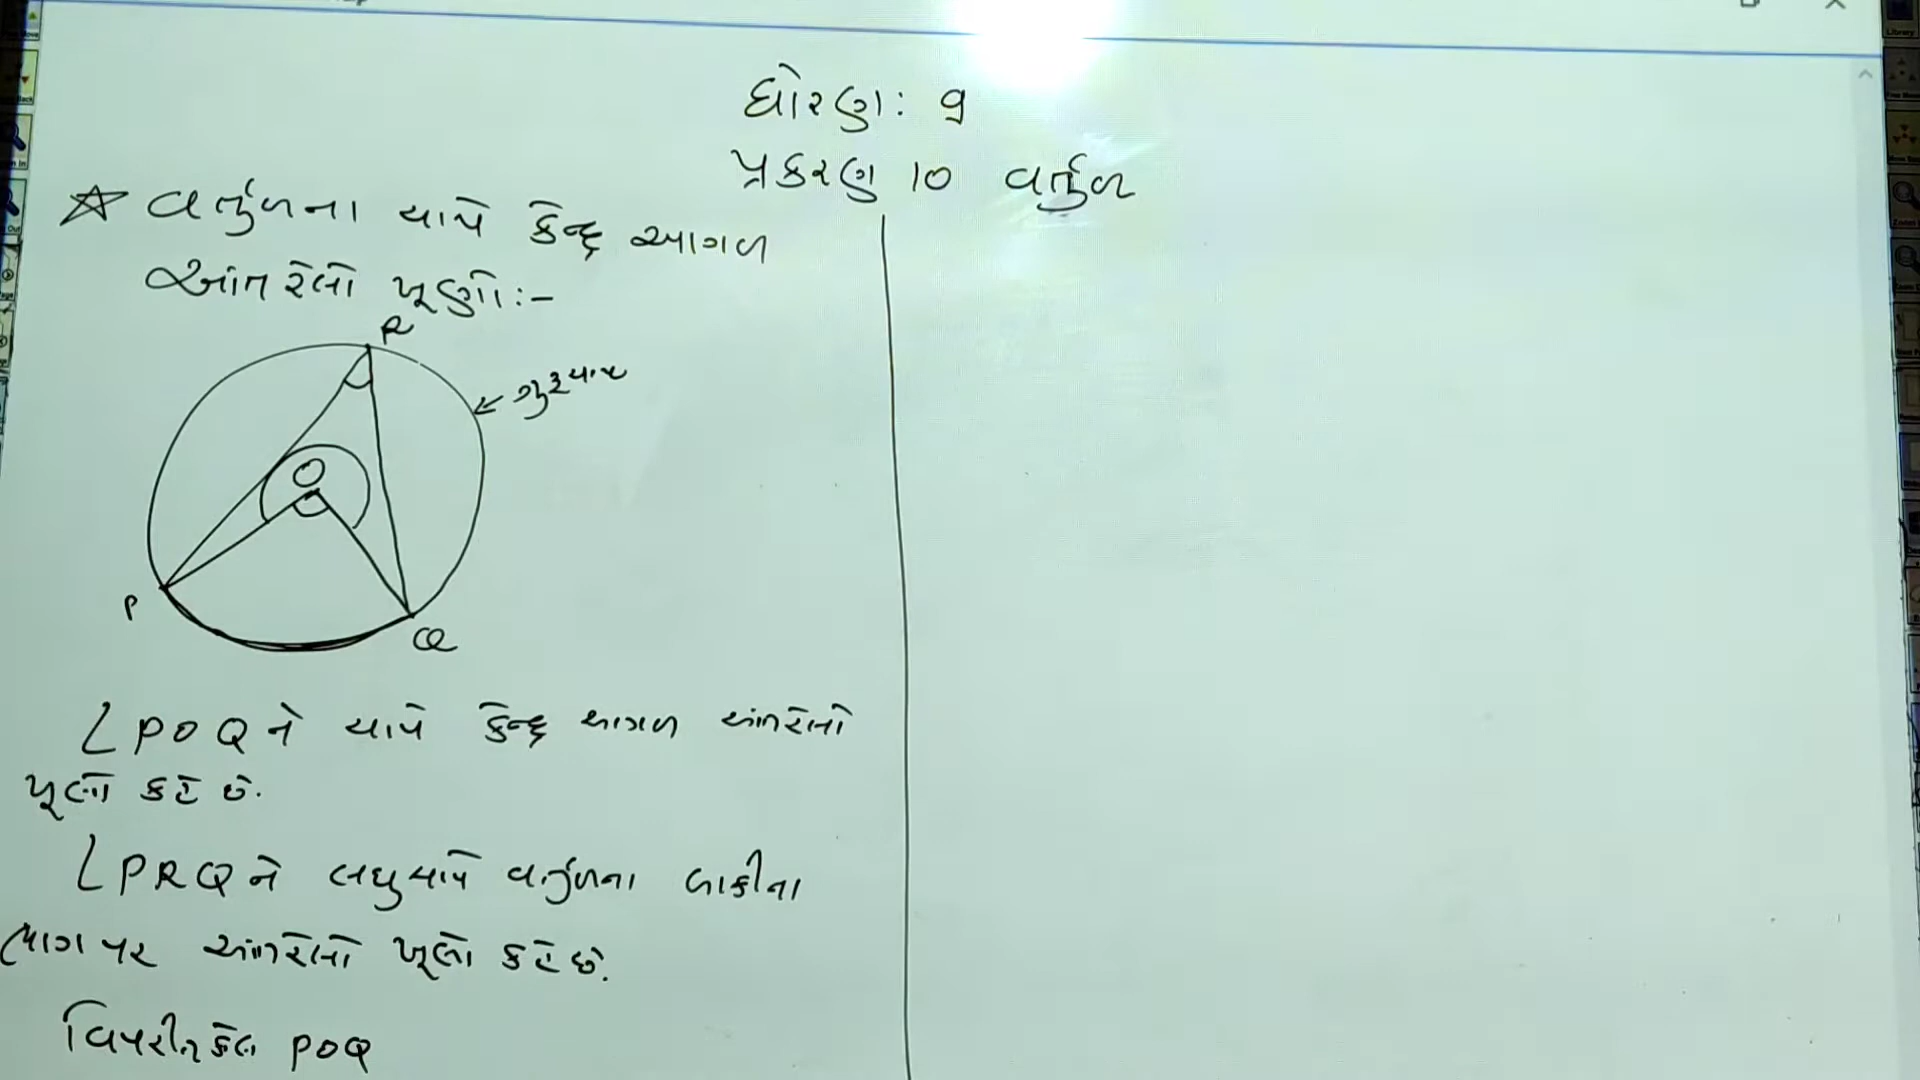 ધોરણ: 9
પ્રકરણ 10 વર્તુળ
વર્તુળના ચાપે કેન્દ્ર આગળ
આંતરેલો ખૂણો:-
R
ગુરુચાપ
O
P
Q
∠POQ ને ચાપે કેન્દ્ર આગળ આંતરેલો
ખૂણો કહે છે.
∠PRQ ને લઘુચાપે વર્તુળના બાકીના
ભાગ પર આંતરેલો ખૂણો કહે છે.
વિપરીતકોણ POQ